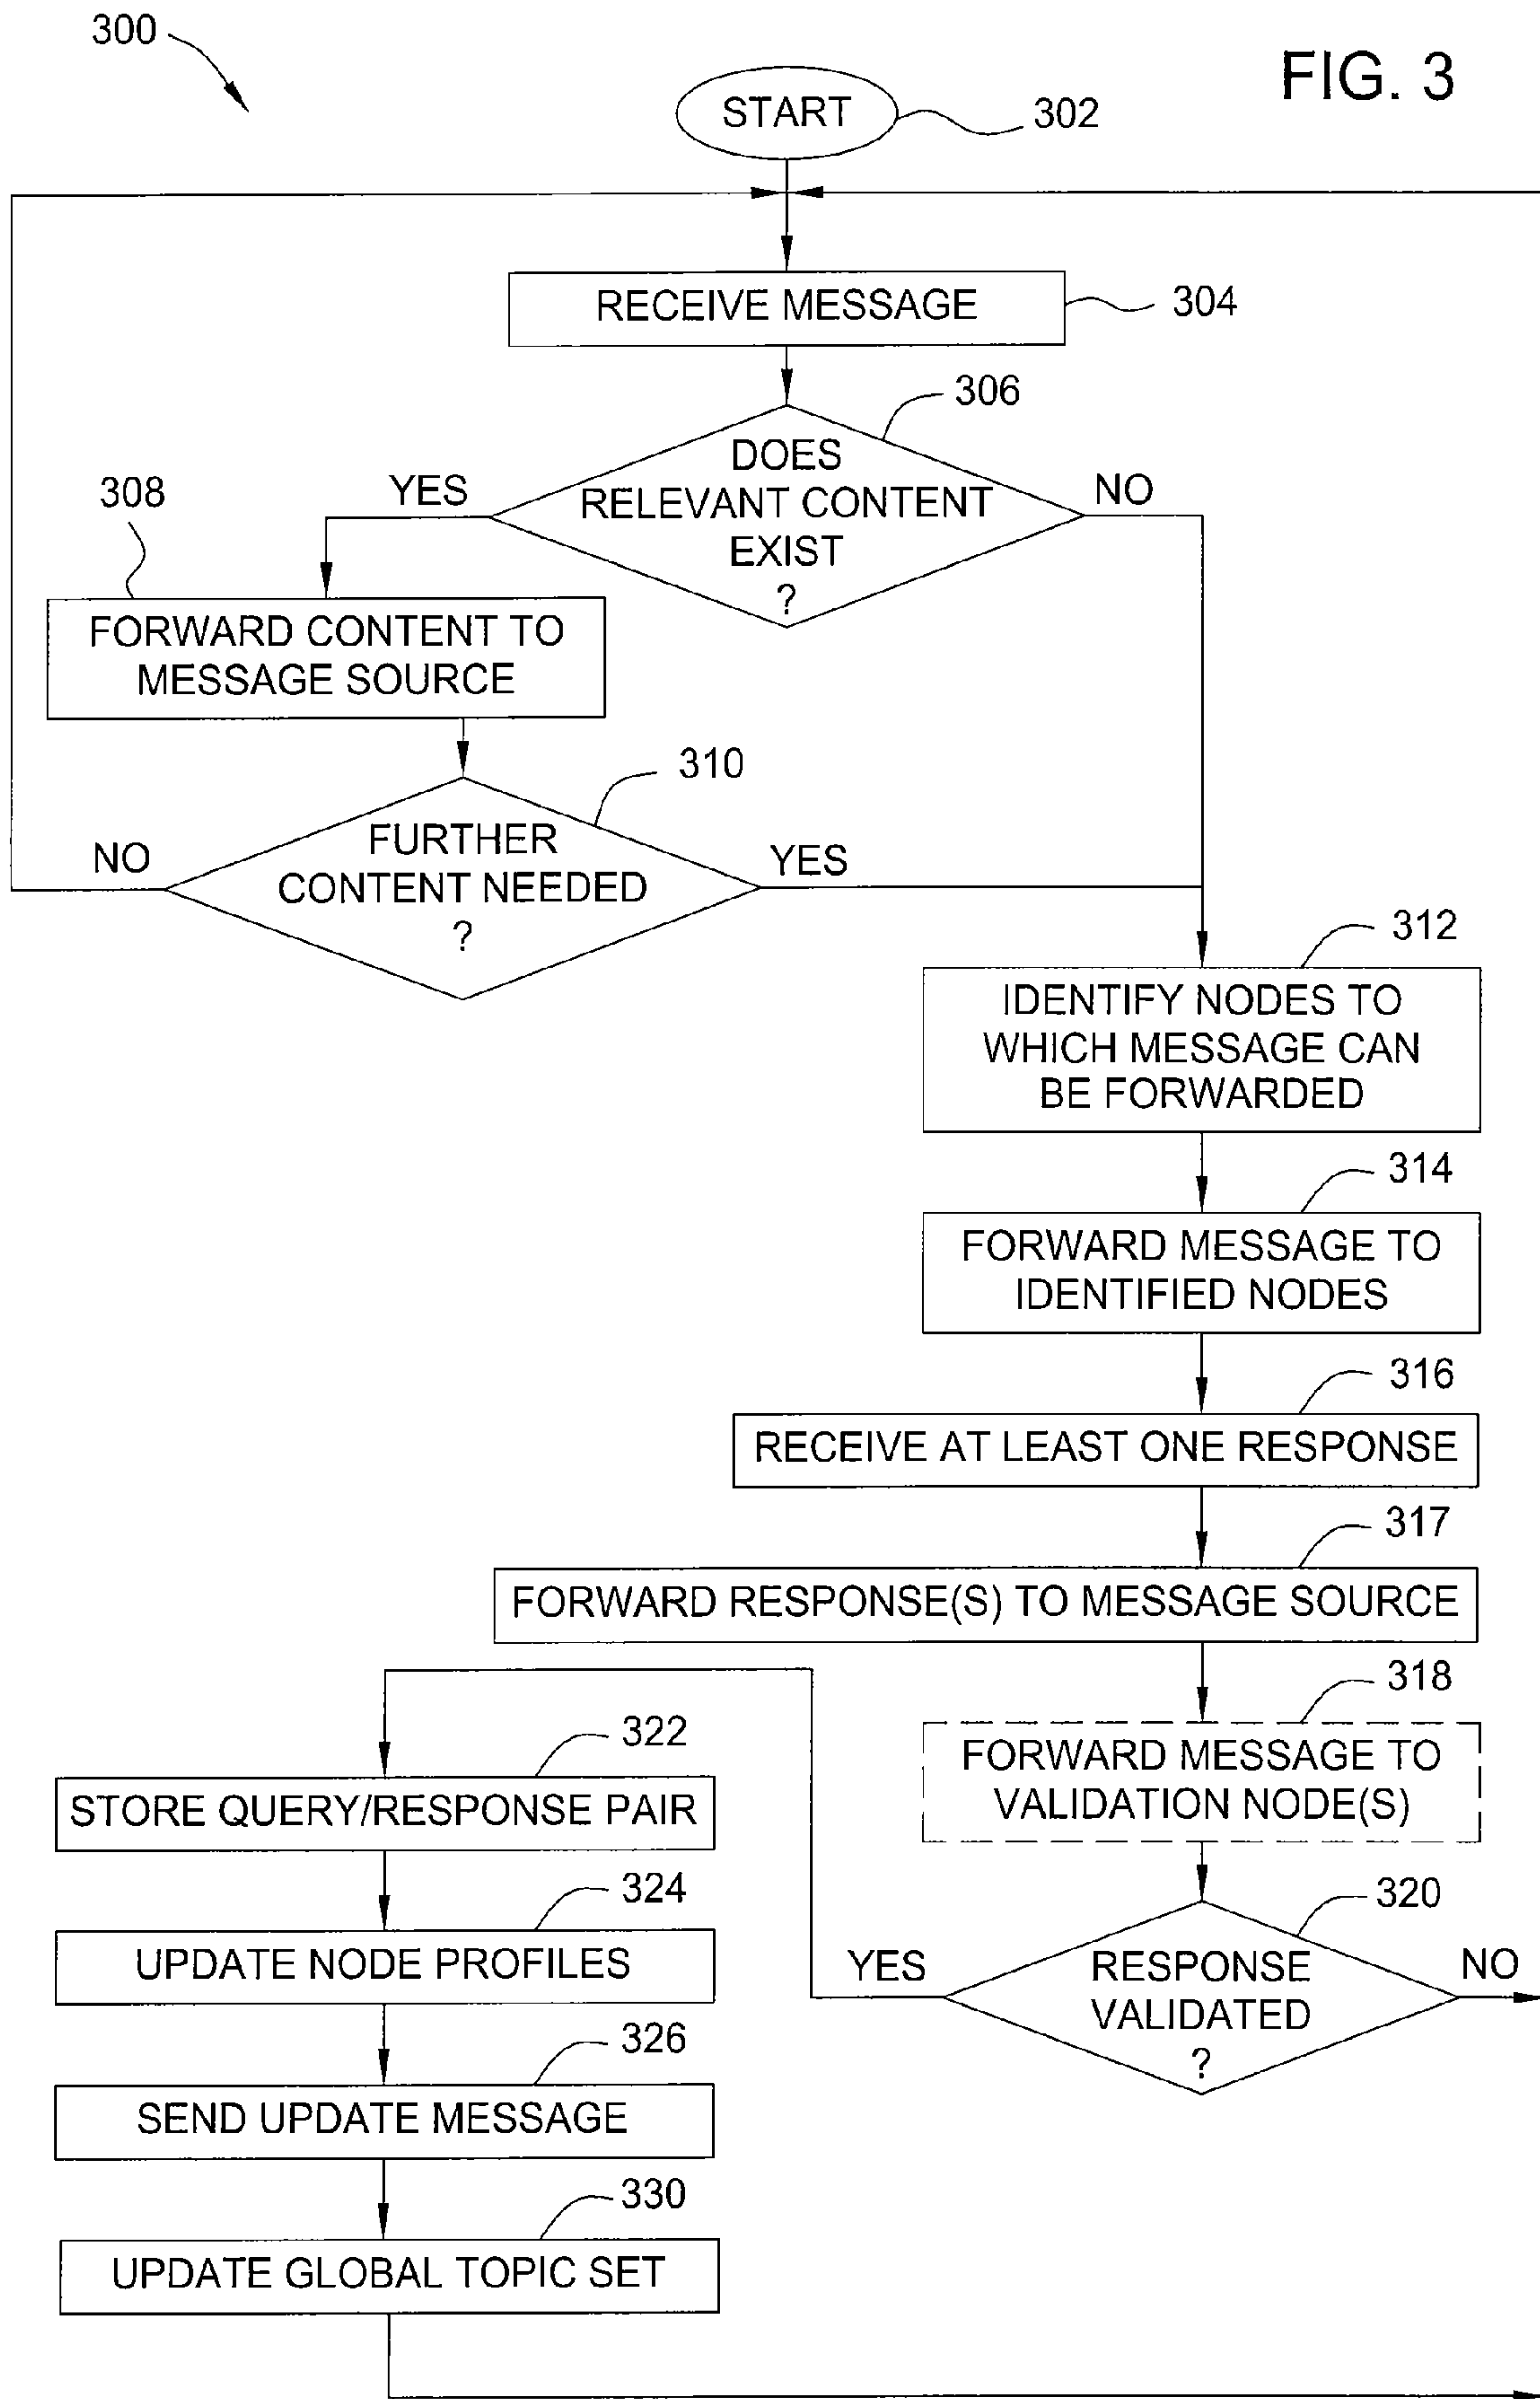 300
FIG. 3
START
302
RECEIVE MESSAGE
304
306
DOES
RELEVANT CONTENT
EXIST
?
YES
NO
308
FORWARD CONTENT TO
MESSAGE SOURCE
310
FURTHER
CONTENT NEEDED
?
NO
YES
312
IDENTIFY NODES TO
WHICH MESSAGE CAN
BE FORWARDED
314
FORWARD MESSAGE TO
IDENTIFIED NODES
316
RECEIVE AT LEAST ONE RESPONSE
317
FORWARD RESPONSE(S) TO MESSAGE SOURCE
318
FORWARD MESSAGE TO
VALIDATION NODE(S)
320
RESPONSE
VALIDATED
?
YES
NO
322
STORE QUERY/RESPONSE PAIR
324
UPDATE NODE PROFILES
326
SEND UPDATE MESSAGE
330
UPDATE GLOBAL TOPIC SET